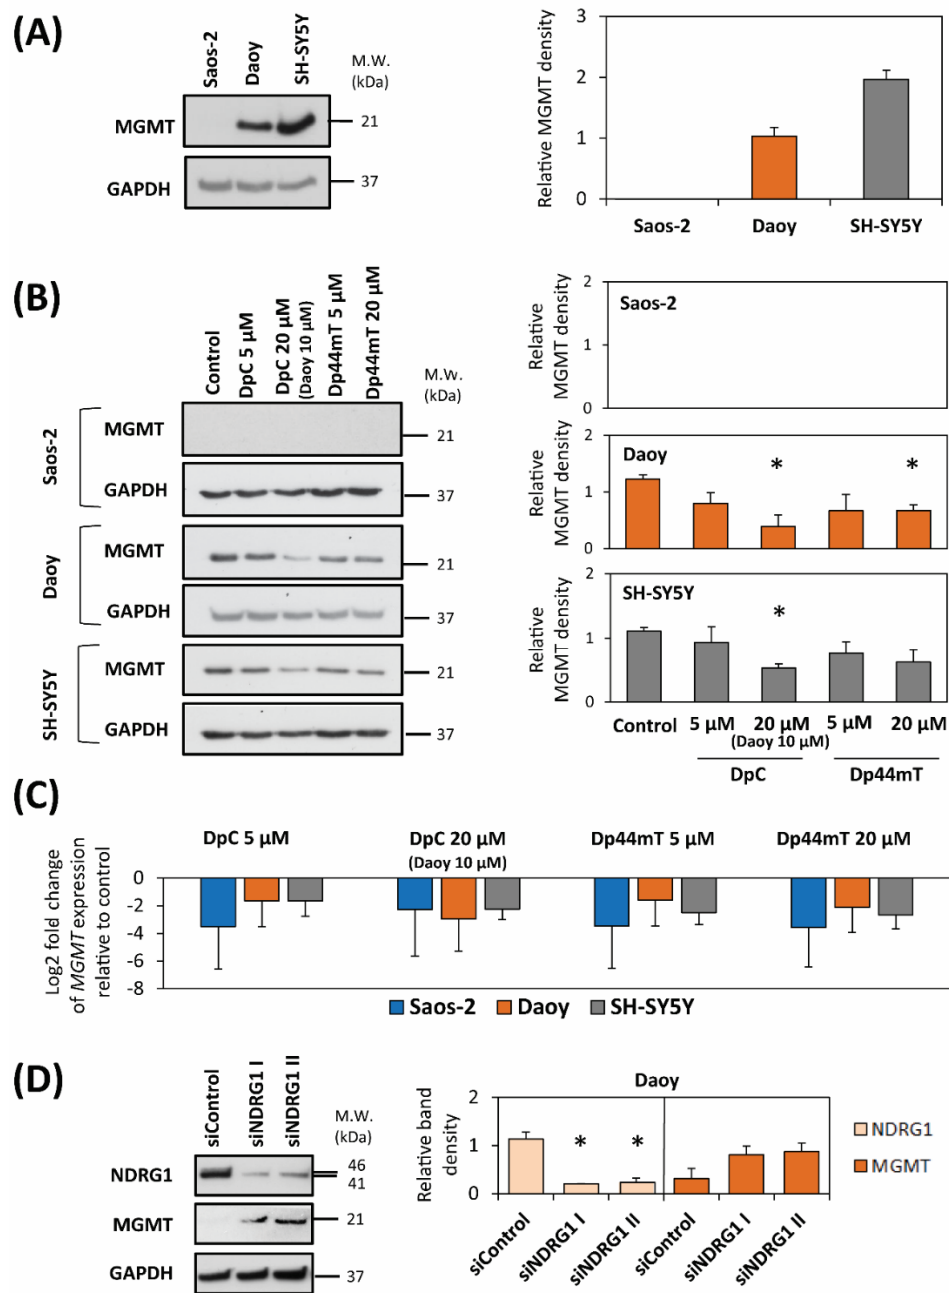 (A)
Saos-2
Daoy
SH-SY5Y
M.W.
(kDa)
MGMT
21
GAPDH
37
Relative MGMT density
3
2
1
0
Saos-2 Daoy SH-SY5Y
(B)
Control
DpC 5 µM
DpC 20 µM
(Daoy 10 µM)
Dp44mT 5 µM
Dp44mT 20 µM
M.W.
(kDa)
Saos-2
MGMT
21
GAPDH
37
Daoy
MGMT
21
GAPDH
37
SH-SY5Y
MGMT
21
GAPDH
37
Relative
MGMT density
2
1
0
Saos-2
Relative
MGMT density
2
1
0
Daoy
* *
Relative
MGMT density
2
1
0
SH-SY5Y
*
Control 5 µM 20 µM 5 µM 20 µM
(Daoy 10 µM)
DpC Dp44mT
(C)
DpC 5 µM DpC 20 µM Dp44mT 5 µM Dp44mT 20 µM
(Daoy 10 µM)
Log2 fold change
of MGMT expression
relative to control
0
-2
-4
-6
-8
Saos-2 Daoy SH-SY5Y
(D)
siControl
siNDRG1 I
siNDRG1 II
M.W.
(kDa)
NDRG1
46
41
MGMT
21
GAPDH
37
Daoy
Relative band
density
2
1
0
* *
siControl
siNDRG1 I
siNDRG1 II
siControl
siNDRG1 I
siNDRG1 II
NDRG1
MGMT